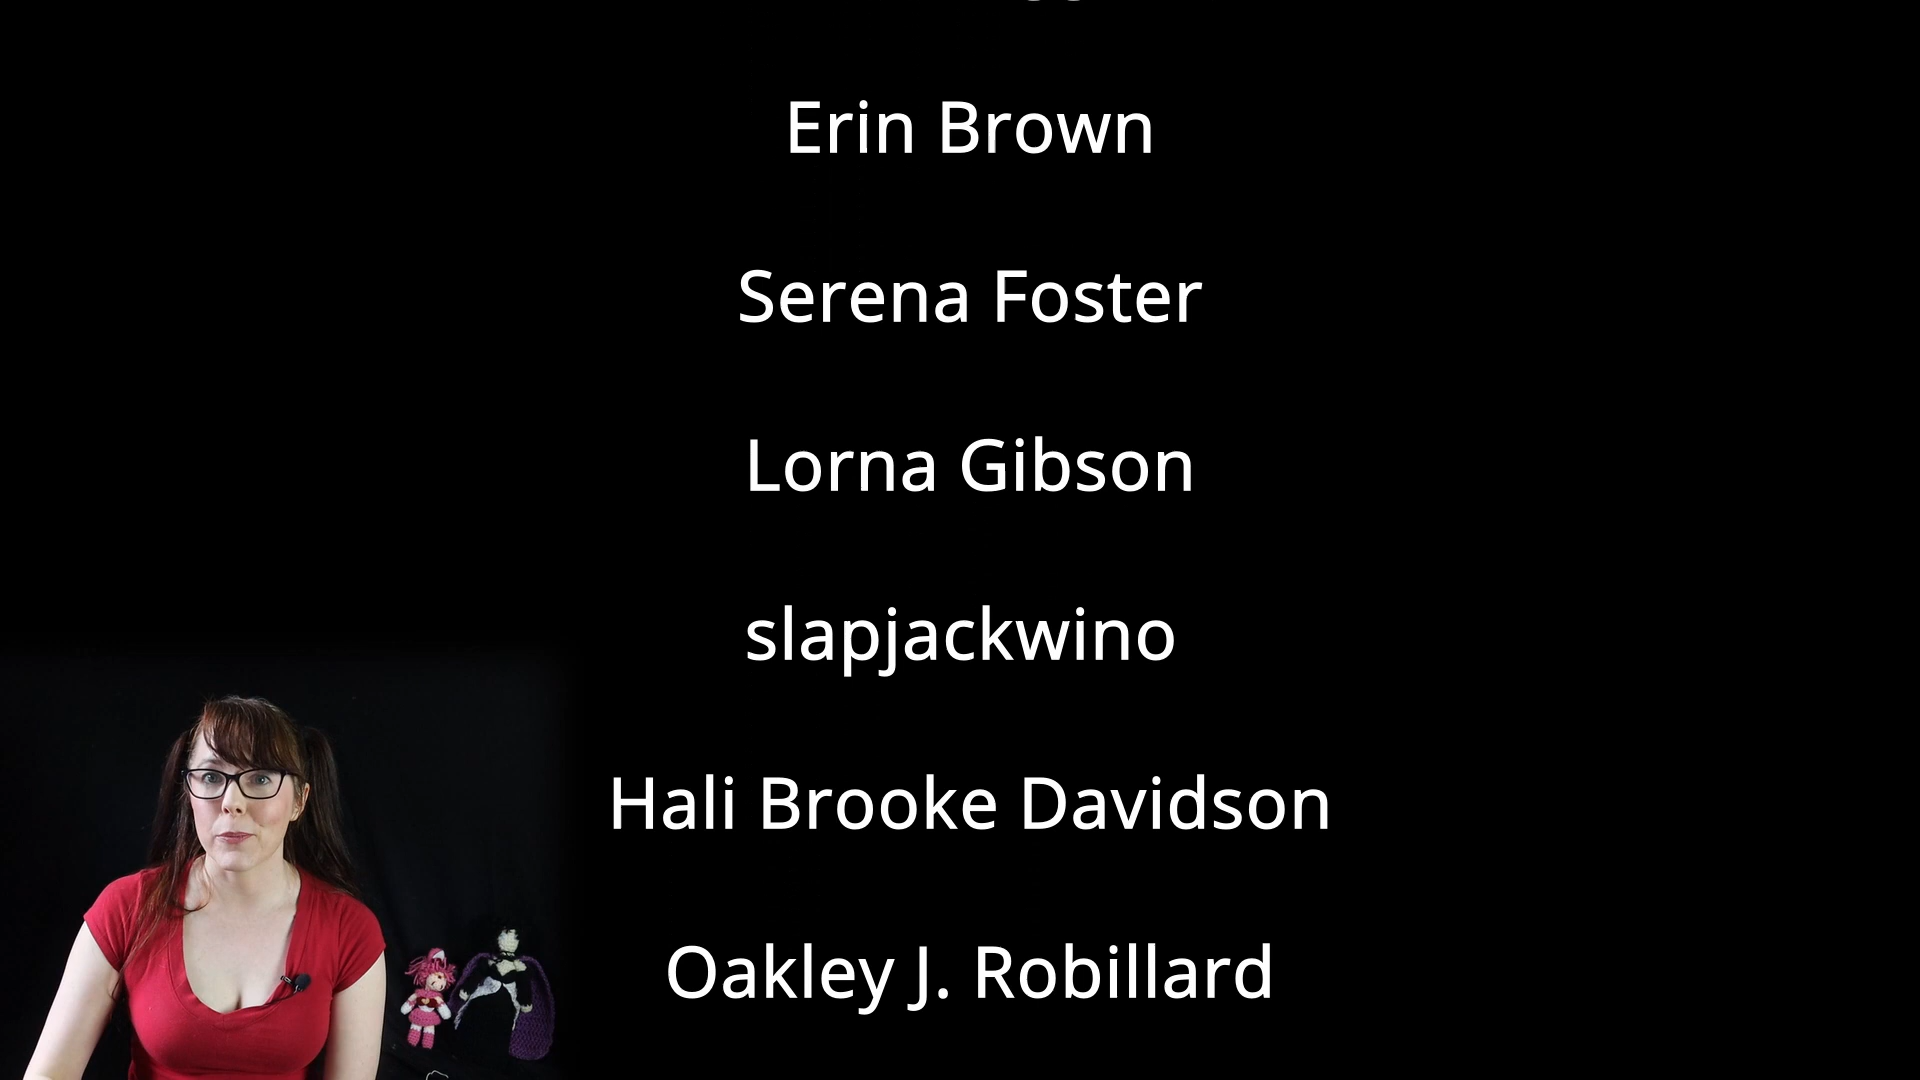 Erin Brown
Serena Foster
Lorna Gibson
slapjackwino
Hali Brooke Davidson
Oakley J. Robillard